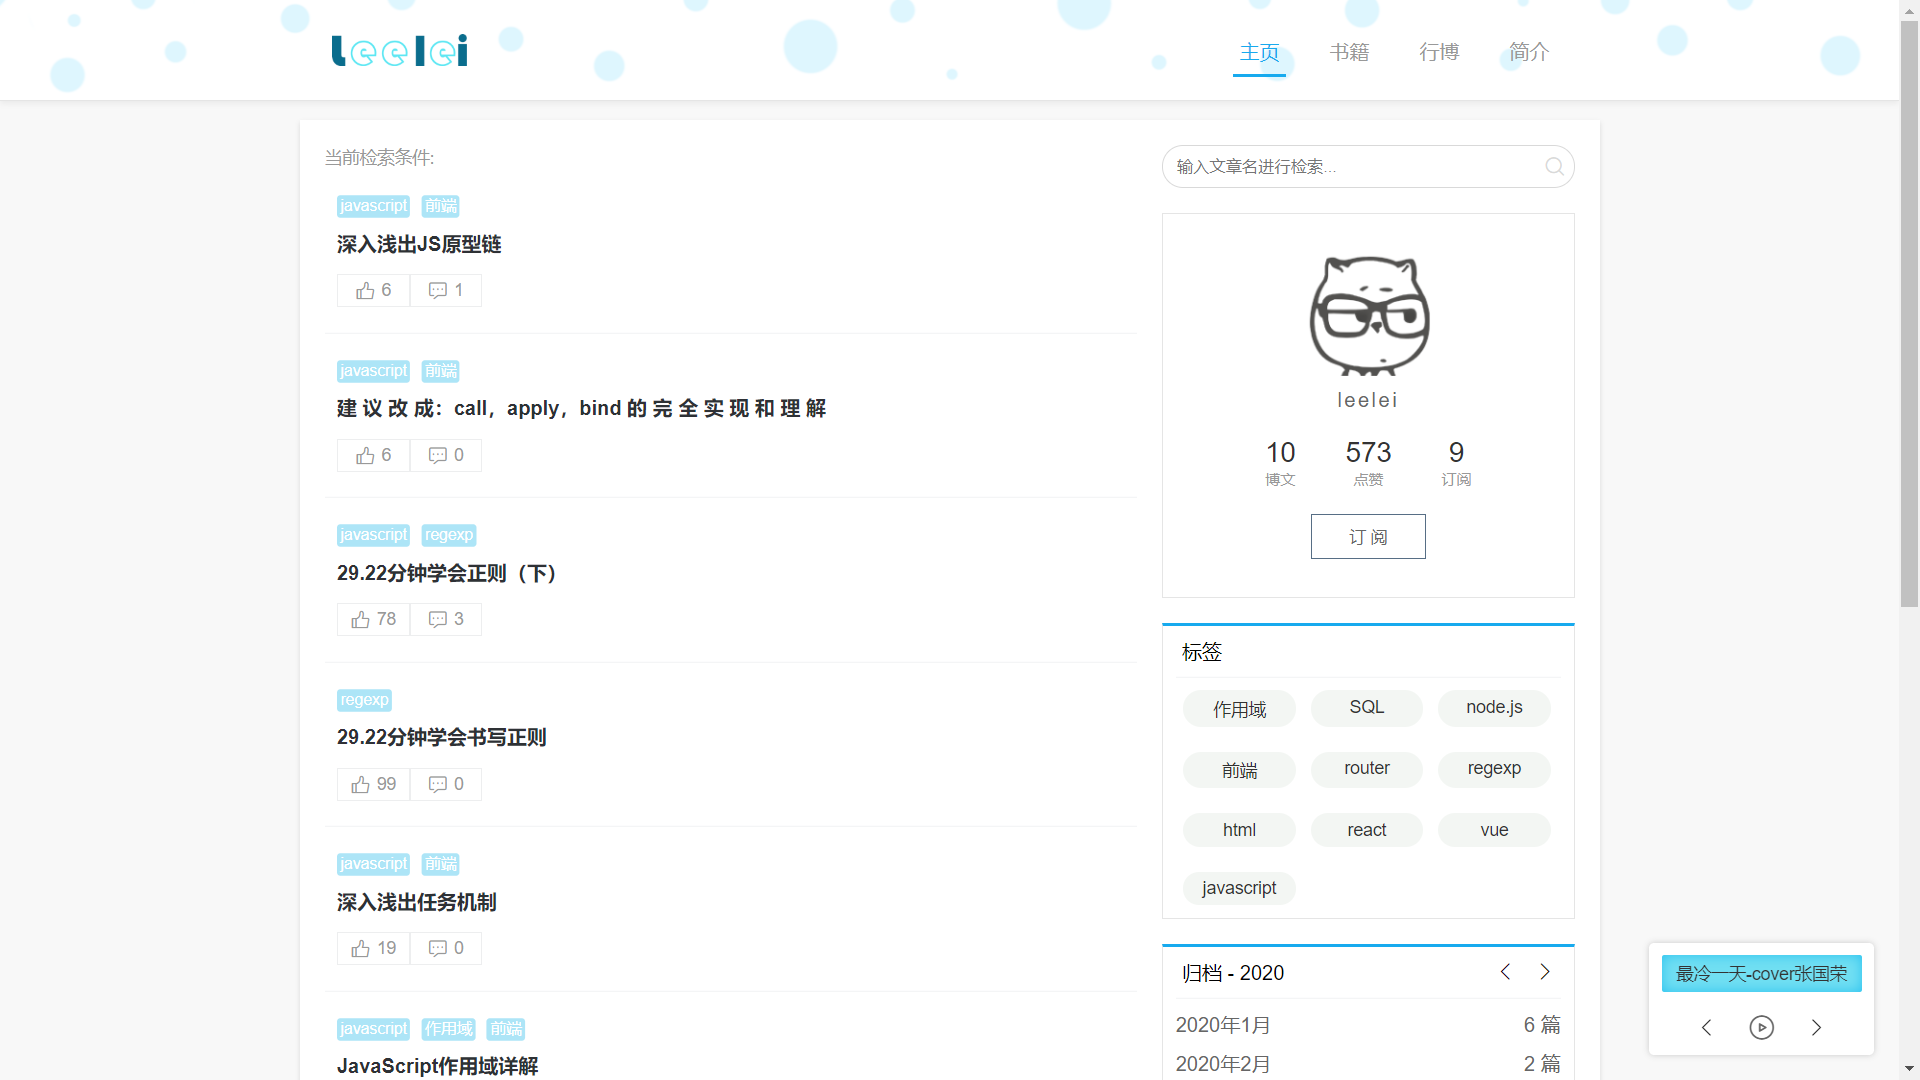 leelei
主页 书籍 行博 简介
当前检索条件:
javascript 前端
深入浅出JS原型链
6 1
javascript 前端
建 议 改 成：call，apply，bind 的 完 全 实 现 和 理 解
6 0
javascript regexp
29.22分钟学会正则（下）
78 3
regexp
29.22分钟学会书写正则
99 0
javascript 前端
深入浅出任务机制
19 0
javascript 作用域 前端
JavaScript作用域详解
输入文章名进行检索...
leelei
10 573 9
博文 点赞 订阅
订 阅
标签
作用域 SQL node.js
前端 router regexp
html react vue
javascript
归档 - 2020
2020年1月 6 篇
2020年2月 2 篇
最冷一天-cover张国荣